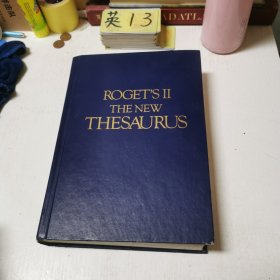 英13
ROGET'S II
THE NEW
THESAURUS